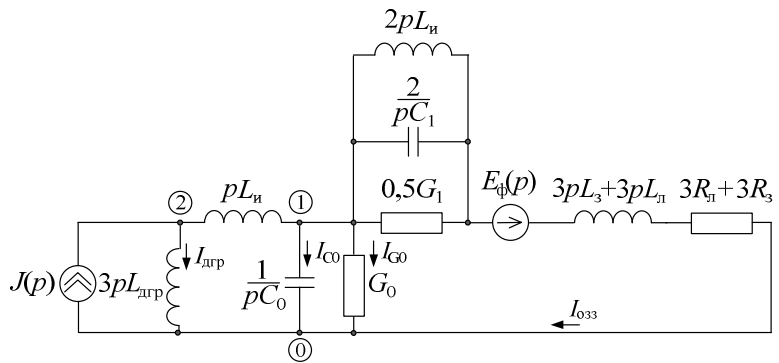 2pLи
2
pC1
②
pLи
①
0,5G1
Eф(p)
3pLз+3pLл
3Rл+3Rз
J(p)
3pLдгр
Iдгр
1
pC0
IC0
IG0
G0
Iозз
⓪